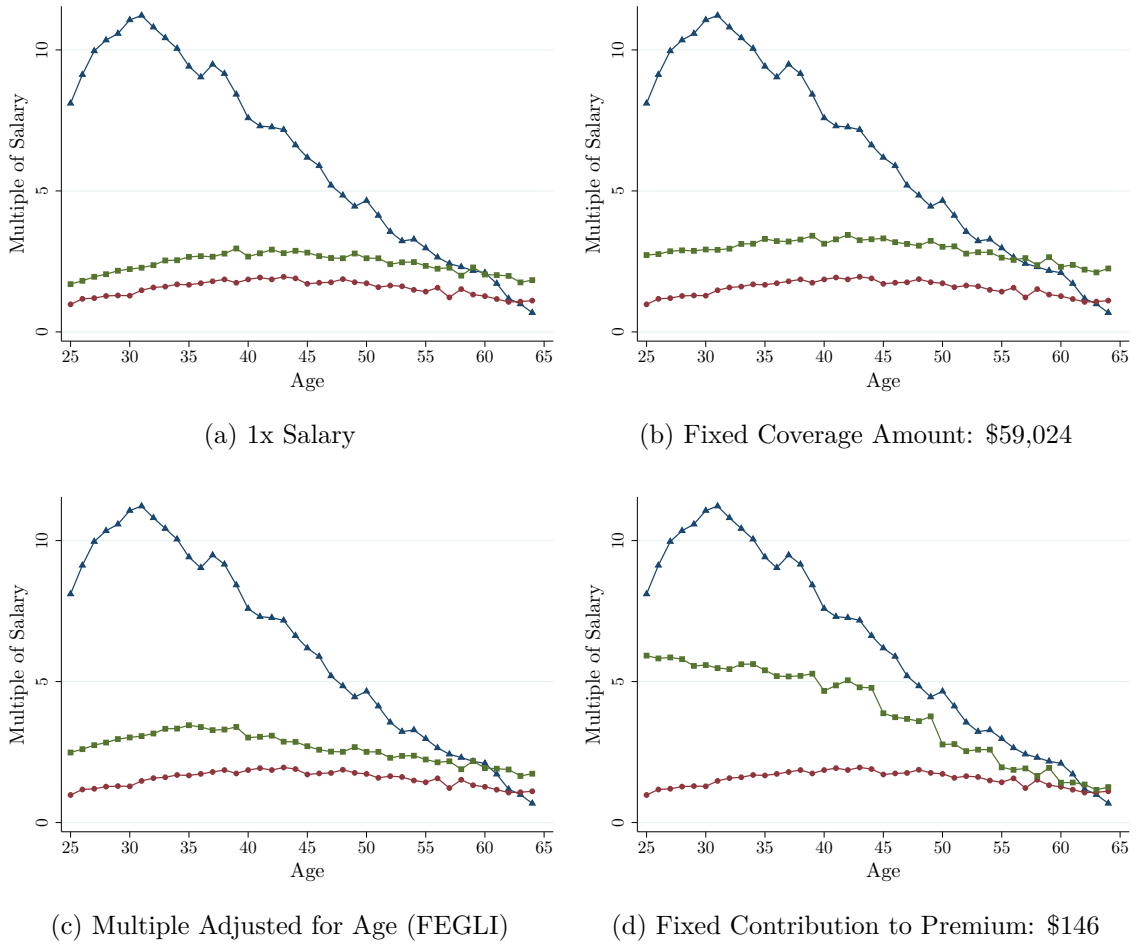 Multiple of Salary
10
5
0
25 30 35 40 45 50 55 60 65
Age
(a) 1x Salary
Multiple of Salary
10
5
0
25 30 35 40 45 50 55 60 65
Age
(b) Fixed Coverage Amount: $59,024
Multiple of Salary
10
5
0
25 30 35 40 45 50 55 60 65
Age
(c) Multiple Adjusted for Age (FEGLI)
Multiple of Salary
10
5
0
25 30 35 40 45 50 55 60 65
Age
(d) Fixed Contribution to Premium: $146